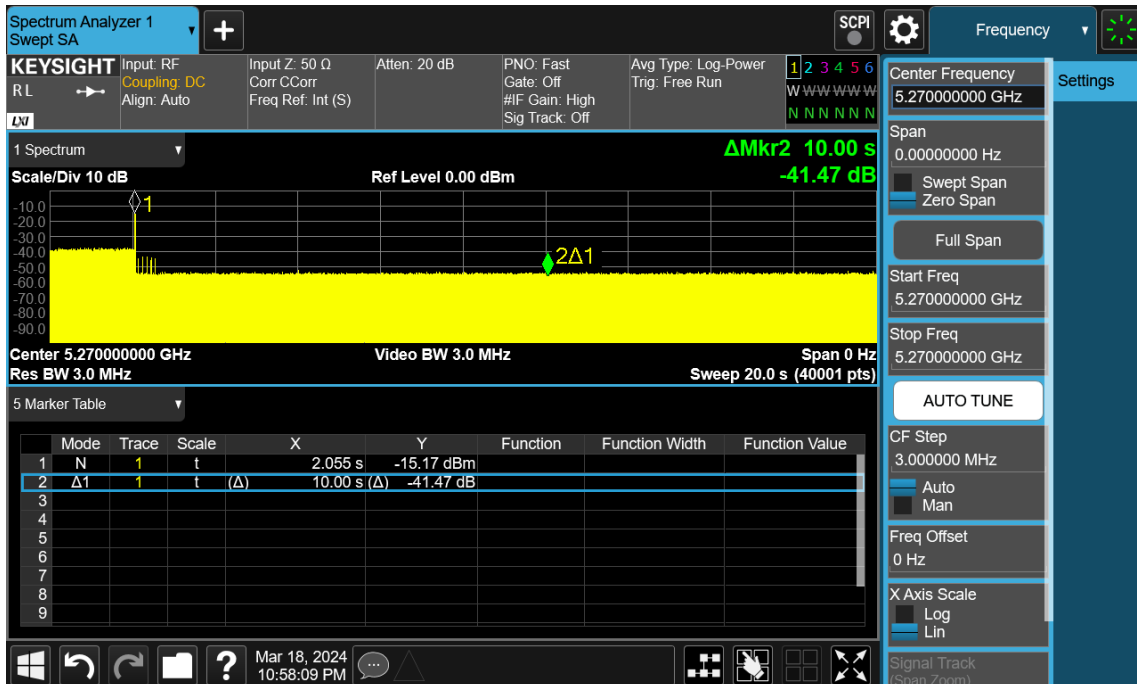 Spectrum Analyzer 1
Swept SA
+
SCPI
Frequency
KEYSIGHT
RL
LXI
Input: RF
Coupling: DC
Align: Auto
Input Z: 50 Ω
Corr CCorr
Freq Ref: Int (S)
Atten: 20 dB
PNO: Fast
Gate: Off
#IF Gain: High
Sig Track: Off
Avg Type: Log-Power
Trig: Free Run
1 2 3 4 5 6
W W W W W W
N N N N N N
1 Spectrum
ΔMkr2 10.00 s
-41.47 dB
Scale/Div 10 dB
Ref Level 0.00 dBm
1
2Δ1
-10.0
-20.0
-30.0
-40.0
-50.0
-60.0
-70.0
-80.0
-90.0
Center 5.270000000 GHz
Video BW 3.0 MHz
Span 0 Hz
Res BW 3.0 MHz
Sweep 20.0 s (40001 pts)
5 Marker Table
Mode Trace Scale X Y Function Function Width Function Value
1 N 1 t 2.055 s -15.17 dBm
2 Δ1 1 t (Δ) 10.00 s (Δ) -41.47 dB
3
4
5
6
7
8
9
?
Mar 18, 2024
10:58:09 PM
Center Frequency
5.270000000 GHz
Span
0.00000000 Hz
Swept Span
Zero Span
Full Span
Start Freq
5.270000000 GHz
Stop Freq
5.270000000 GHz
AUTO TUNE
CF Step
3.000000 MHz
Auto
Man
Freq Offset
0 Hz
X Axis Scale
Log
Lin
Signal Track
(Span Zoom)
Settings